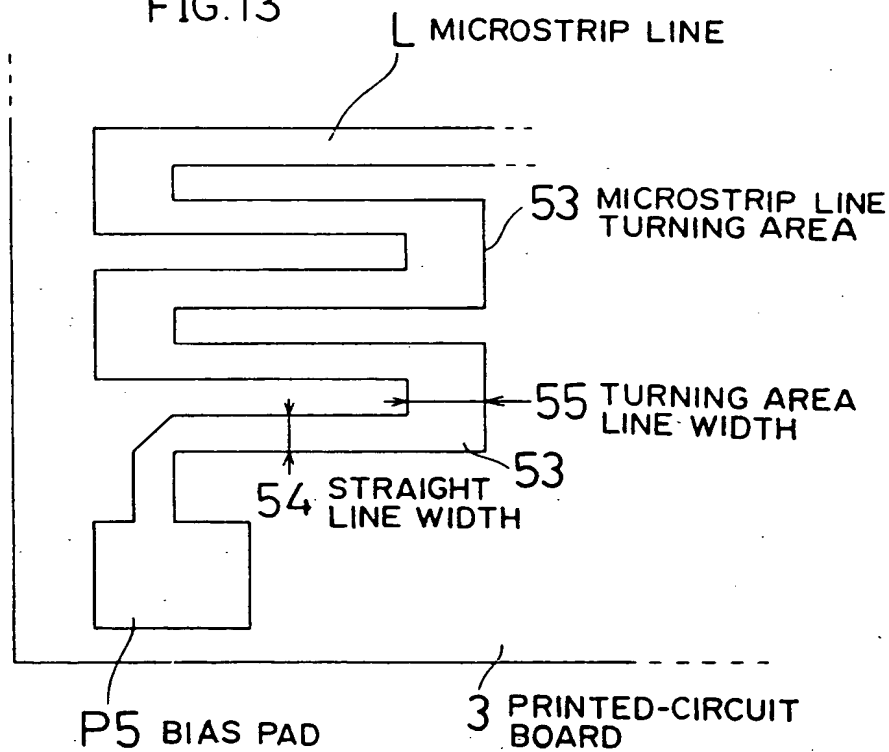 FIG.13
L MICROSTRIP LINE
53 MICROSTRIP LINE
TURNING AREA
55 TURNING AREA
LINE WIDTH
53
54 STRAIGHT
LINE WIDTH
P5 BIAS PAD
3 PRINTED-CIRCUIT
BOARD